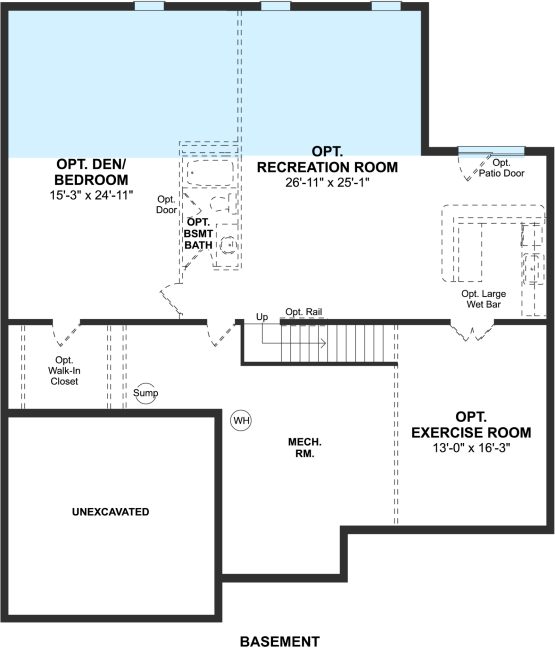 OPT. DEN/
BEDROOM
15'-3" x 24'-11"
OPT.
RECREATION ROOM
26'-11" x 25'-1"
Opt.
Patio Door
Opt.
Door
OPT.
BSMT
BATH
Opt. Large
Wet Bar
Up
Opt. Rail
Opt.
Walk-In
Closet
Sump
WH
MECH.
RM.
OPT.
EXERCISE ROOM
13'-0" x 16'-3"
UNEXCAVATED
BASEMENT